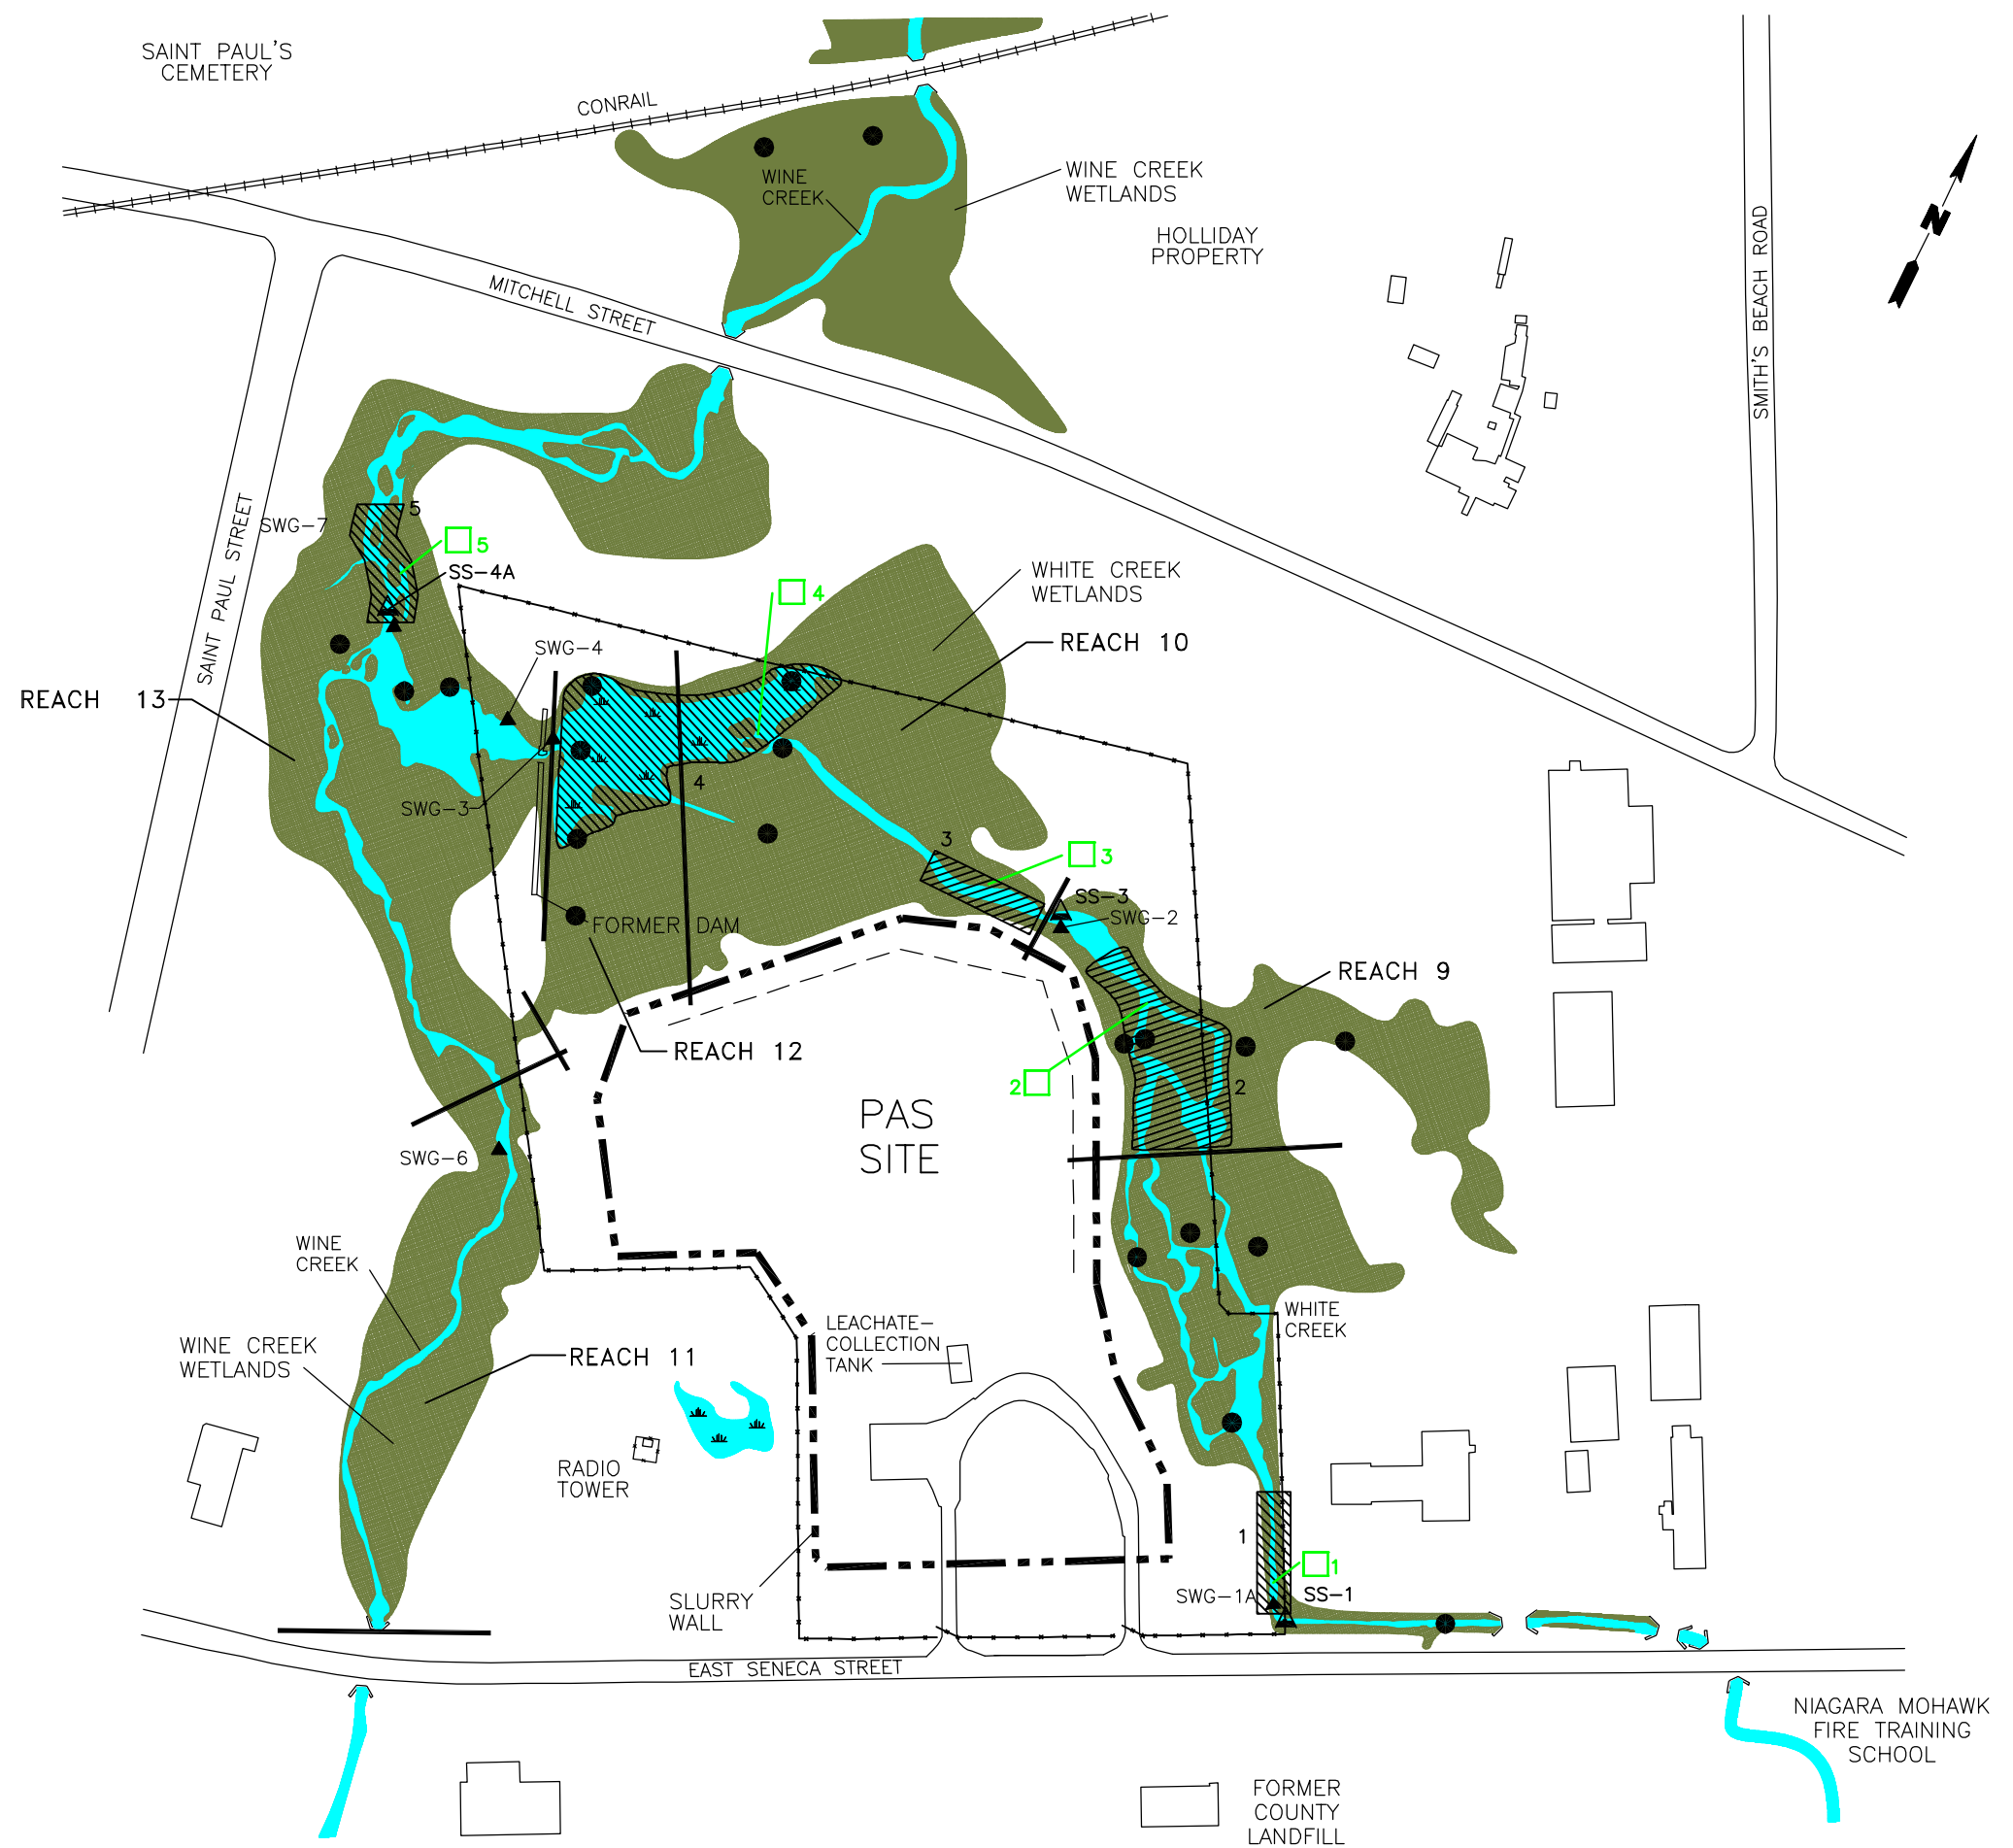 SAINT PAUL'S
CEMETERY
CONRAIL
WINE
CREEK
WINE CREEK
WETLANDS
HOLLIDAY
PROPERTY
SMITH'S BEACH ROAD
N
MITCHELL STREET
SAINT PAUL STREET
SWG-7
5
5
SS-4A
4
WHITE CREEK
WETLANDS
REACH 10
SWG-4
REACH 13
4
SWG-3
3
3
SS-3
SWG-2
FORMER DAM
REACH 9
REACH 12
2
2
PAS
SITE
SWG-6
WINE
CREEK
WINE CREEK
WETLANDS
REACH 11
LEACHATE-
COLLECTION
TANK
WHITE
CREEK
RADIO
TOWER
1
1
SWG-1A
SS-1
SLURRY
WALL
EAST SENECA STREET
NIAGARA MOHAWK
FIRE TRAINING
SCHOOL
FORMER
COUNTY
LANDFILL